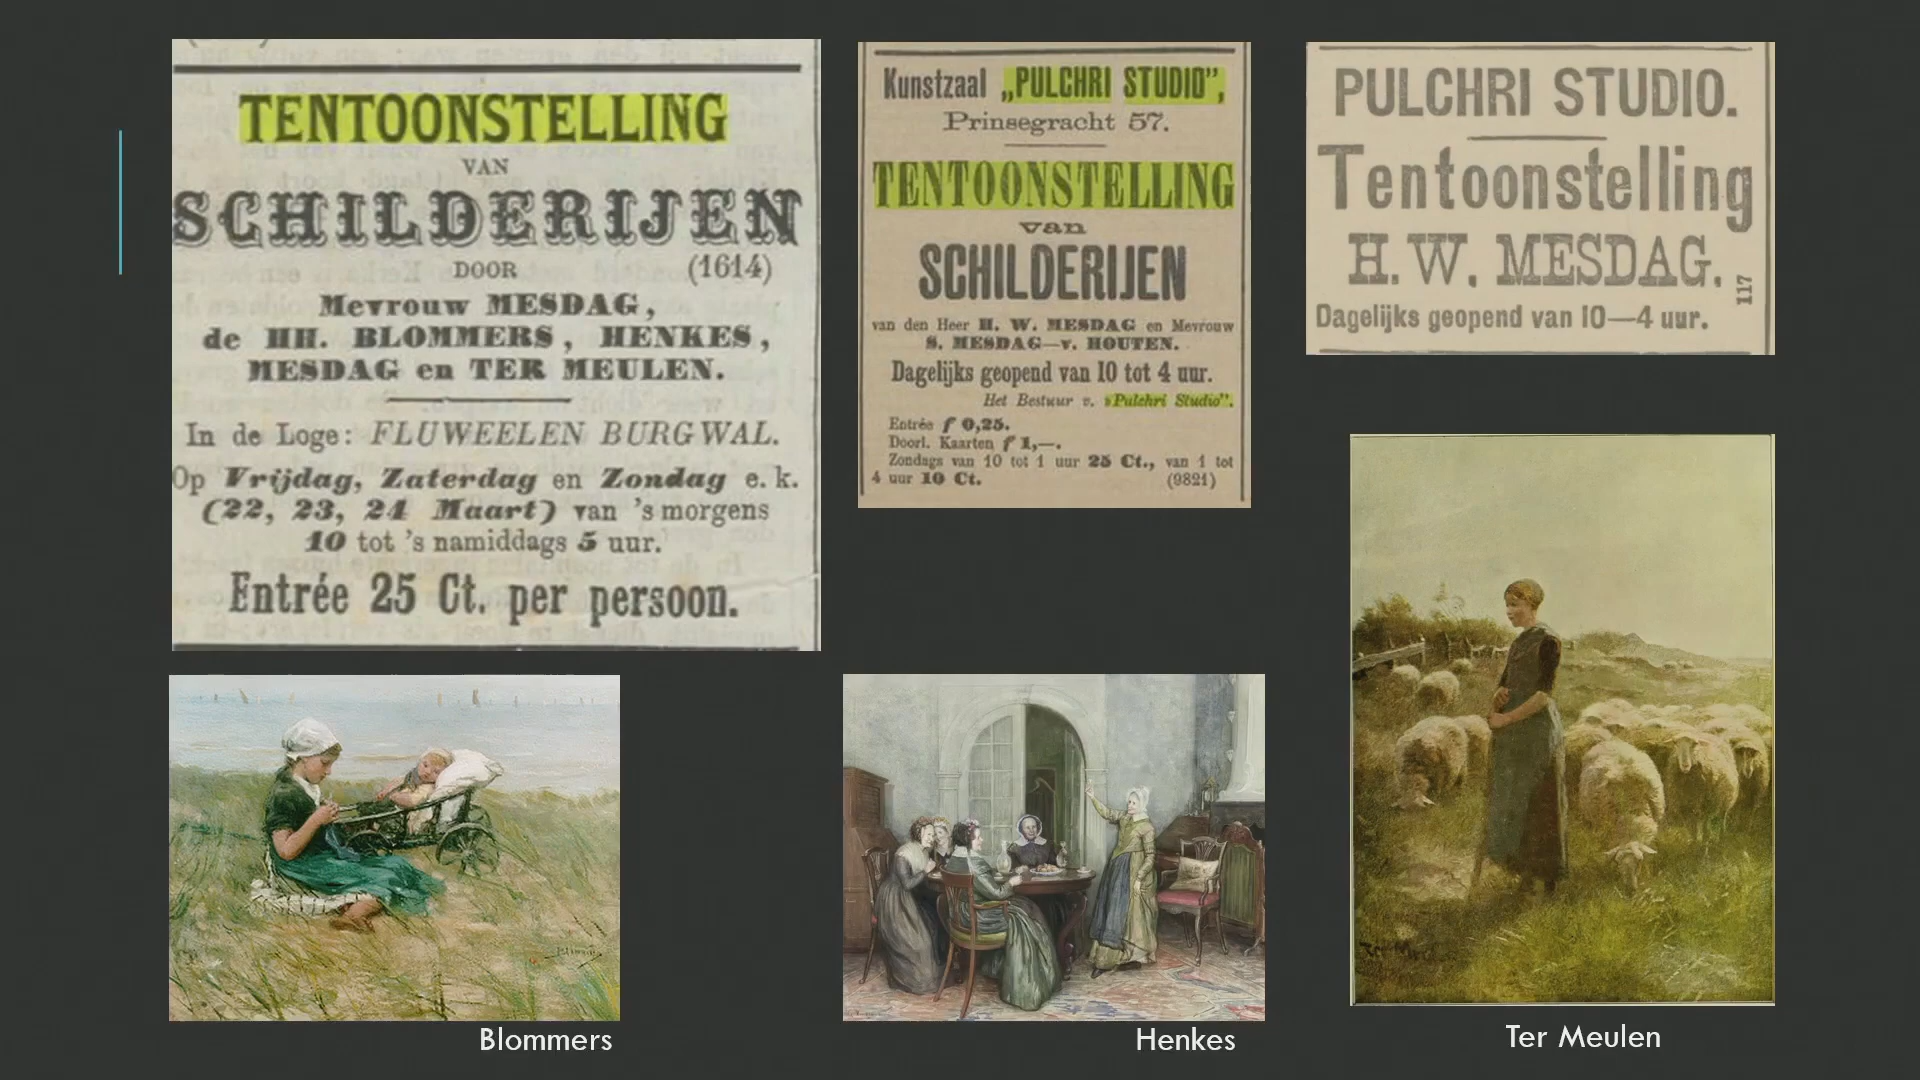 TENTOONSTELLING
VAN
SCHILDERIJEN
DOOR (1614)
Mevrouw MESDAG,
de HH. BLOMMERS, HENKES,
MESDAG en TER MEULEN.
In de Loge: FLUWEELEN BURGWAL.
Op Vrijdag, Zaterdag en Zondag e. k.
(22, 23, 24 Maart) van 's morgens
10 tot 's namiddags 5 uur.
Entrée 25 Ct. per persoon.
Kunstzaal „PULCHRI STUDIO”,
Prinsegracht 57.
TENTOONSTELLING
van
SCHILDERIJEN
van den Heer H. W. MESDAG en Mevrouw
S. MESDAG—v. HOUTEN.
Dagelijks geopend van 10 tot 4 uur.
Het Bestuur v. »Pulchri Studio”.
Entrée f 0,25.
Doorl. Kaarten f 1,—.
Zondags van 10 tot 1 uur 25 Ct., van 1 tot
4 uur 10 Ct. (9821)
PULCHRI STUDIO.
Tentoonstelling
H. W. MESDAG.
117
Dagelijks geopend van 10—4 uur.
Blommers
Henkes
Ter Meulen